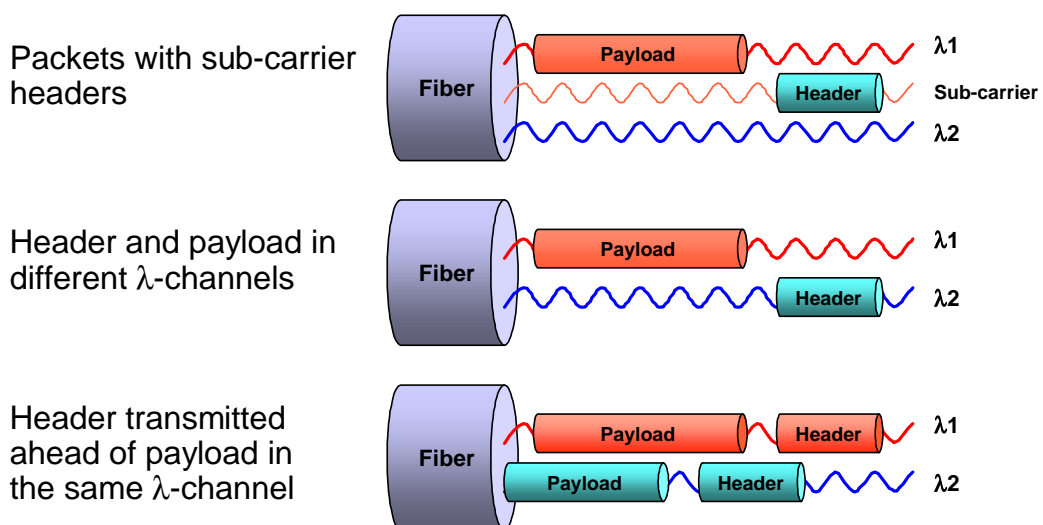 Packets with sub-carrier
headers
Fiber
Payload
λ1
Header
Sub-carrier
λ2
Header and payload in
different λ-channels
Fiber
Payload
λ1
Header
λ2
Header transmitted
ahead of payload in
the same λ-channel
Fiber
Payload
Header
λ1
Payload
Header
λ2